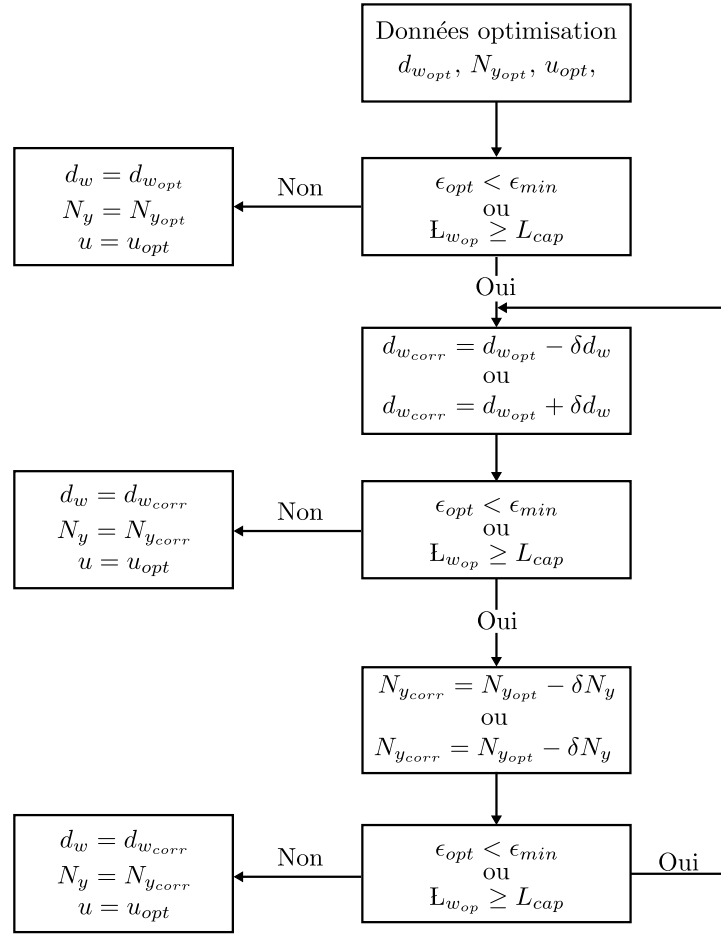 Données optimisation
d_{w_{opt}}, N_{y_{opt}}, u_{opt},
ϵ_{opt} < ϵ_{min}
ou
Ł_{w_{op}} ≥ L_{cap}
Non
d_w = d_{w_{opt}}
N_y = N_{y_{opt}}
u = u_{opt}
Oui
d_{w_{corr}} = d_{w_{opt}} − δd_w
ou
d_{w_{corr}} = d_{w_{opt}} + δd_w
ϵ_{opt} < ϵ_{min}
ou
Ł_{w_{op}} ≥ L_{cap}
Non
d_w = d_{w_{corr}}
N_y = N_{y_{corr}}
u = u_{opt}
Oui
N_{y_{corr}} = N_{y_{opt}} − δN_y
ou
N_{y_{corr}} = N_{y_{opt}} − δN_y
ϵ_{opt} < ϵ_{min}
ou
Ł_{w_{op}} ≥ L_{cap}
Non
d_w = d_{w_{corr}}
N_y = N_{y_{corr}}
u = u_{opt}
Oui